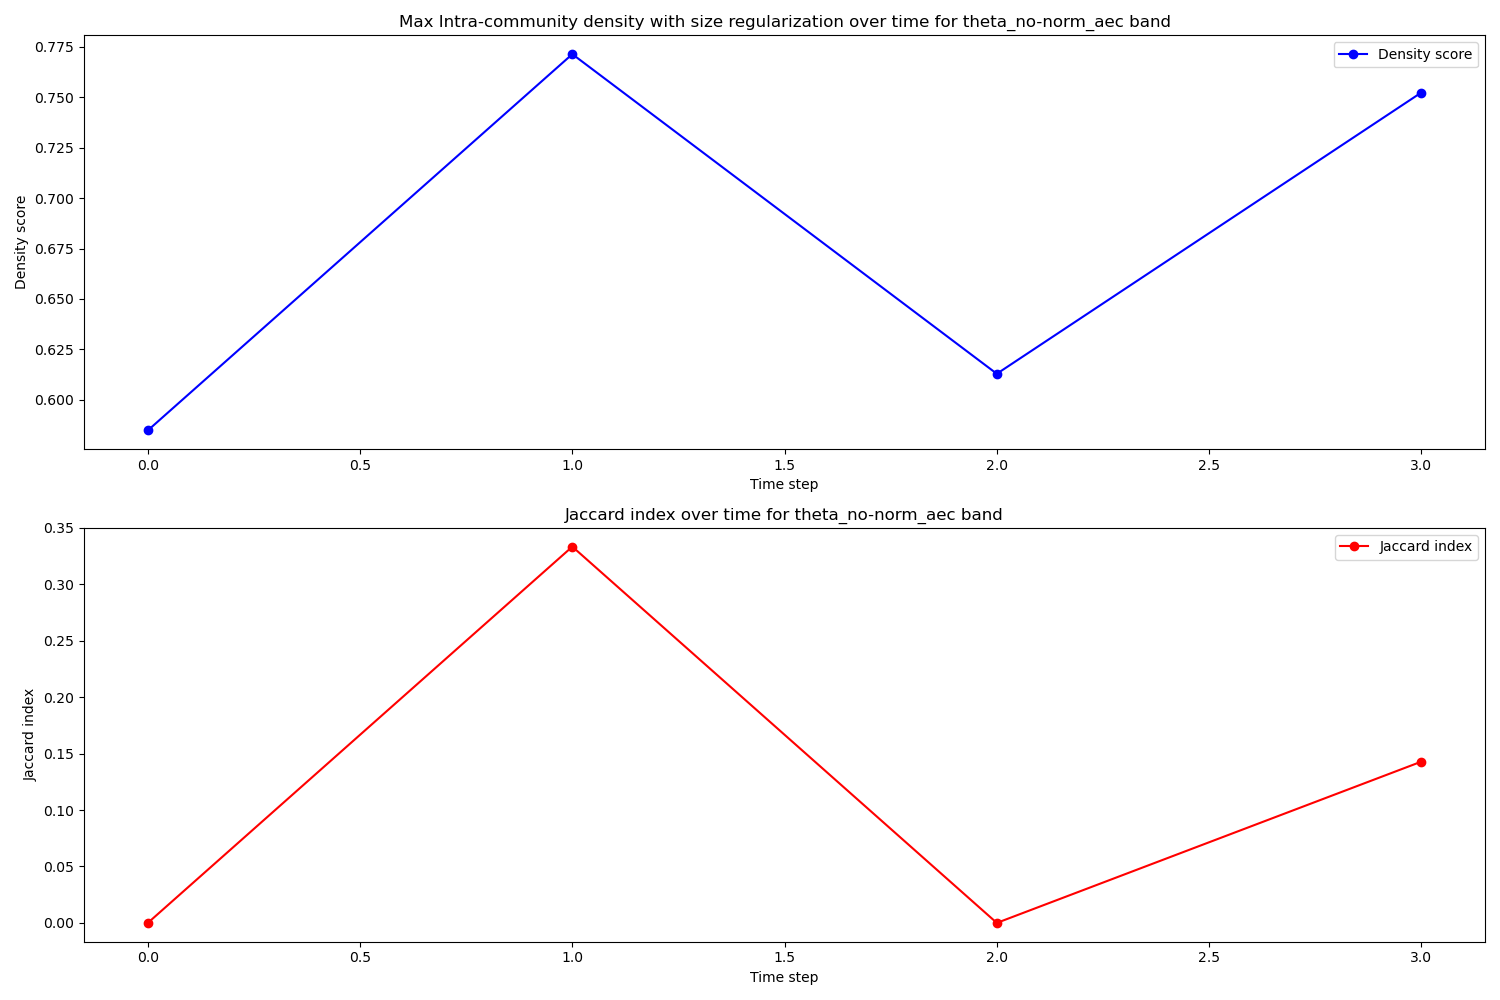 Max Intra-community density with size regularization over time for theta_no-norm_aec band
Density score
0.775
0.750
0.725
0.700
0.675
0.650
0.625
0.600
Density score
0.0 0.5 1.0 1.5 2.0 2.5 3.0
Time step
Jaccard index over time for theta_no-norm_aec band
Jaccard index
0.35
0.30
0.25
0.20
0.15
0.10
0.05
0.00
Jaccard index
0.0 0.5 1.0 1.5 2.0 2.5 3.0
Time step